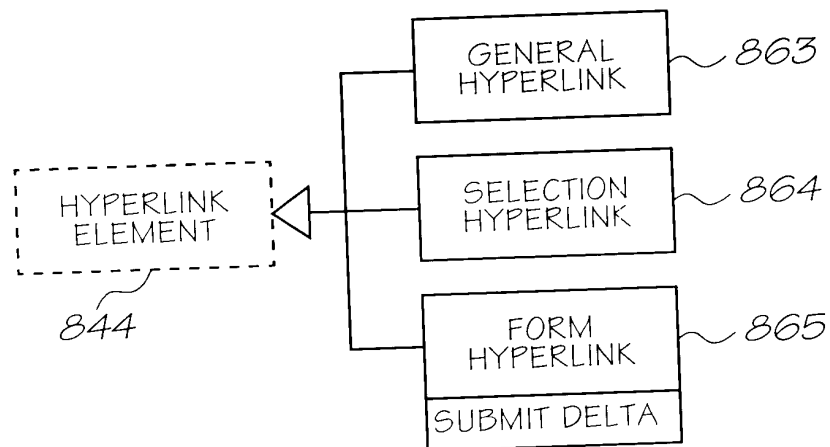 GENERAL
HYPERLINK
863
HYPERLINK
ELEMENT
844
SELECTION
HYPERLINK
864
FORM
HYPERLINK
865
SUBMIT DELTA